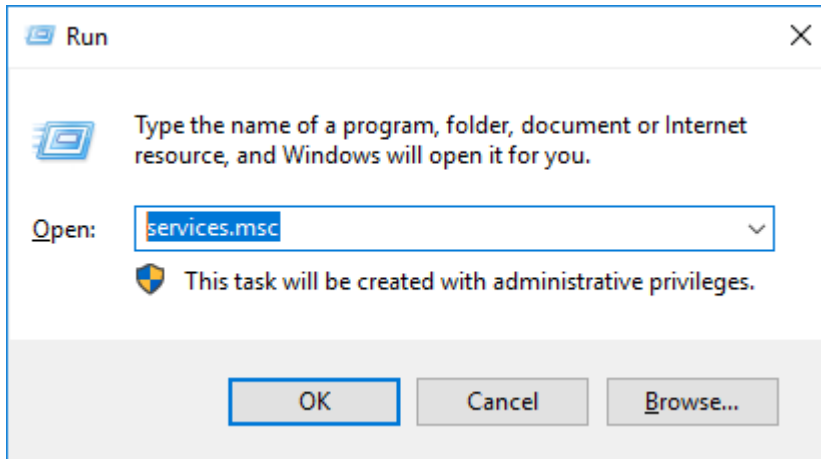 Run
Type the name of a program, folder, document or Internet
resource, and Windows will open it for you.
Open: services.msc
This task will be created with administrative privileges.
OK Cancel Browse...